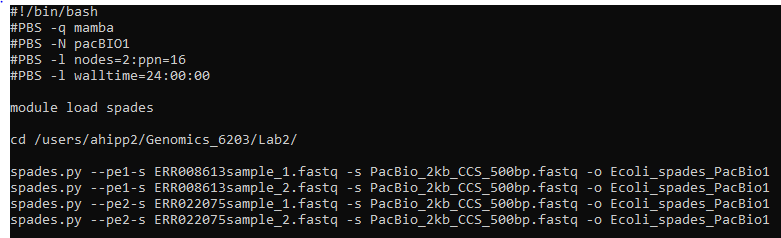 #!/bin/bash
#PBS -q mamba
#PBS -N pacBIO1
#PBS -l nodes=2:ppn=16
#PBS -l walltime=24:00:00
module load spades
cd /users/ahipp2/Genomics_6203/Lab2/
spades.py --pe1-s ERR008613sample_1.fastq -s PacBio_2kb_CCS_500bp.fastq -o Ecoli_spades_PacBio1
spades.py --pe1-s ERR008613sample_2.fastq -s PacBio_2kb_CCS_500bp.fastq -o Ecoli_spades_PacBio1
spades.py --pe2-s ERR022075sample_1.fastq -s PacBio_2kb_CCS_500bp.fastq -o Ecoli_spades_PacBio1
spades.py --pe2-s ERR022075sample_2.fastq -s PacBio_2kb_CCS_500bp.fastq -o Ecoli_spades_PacBio1